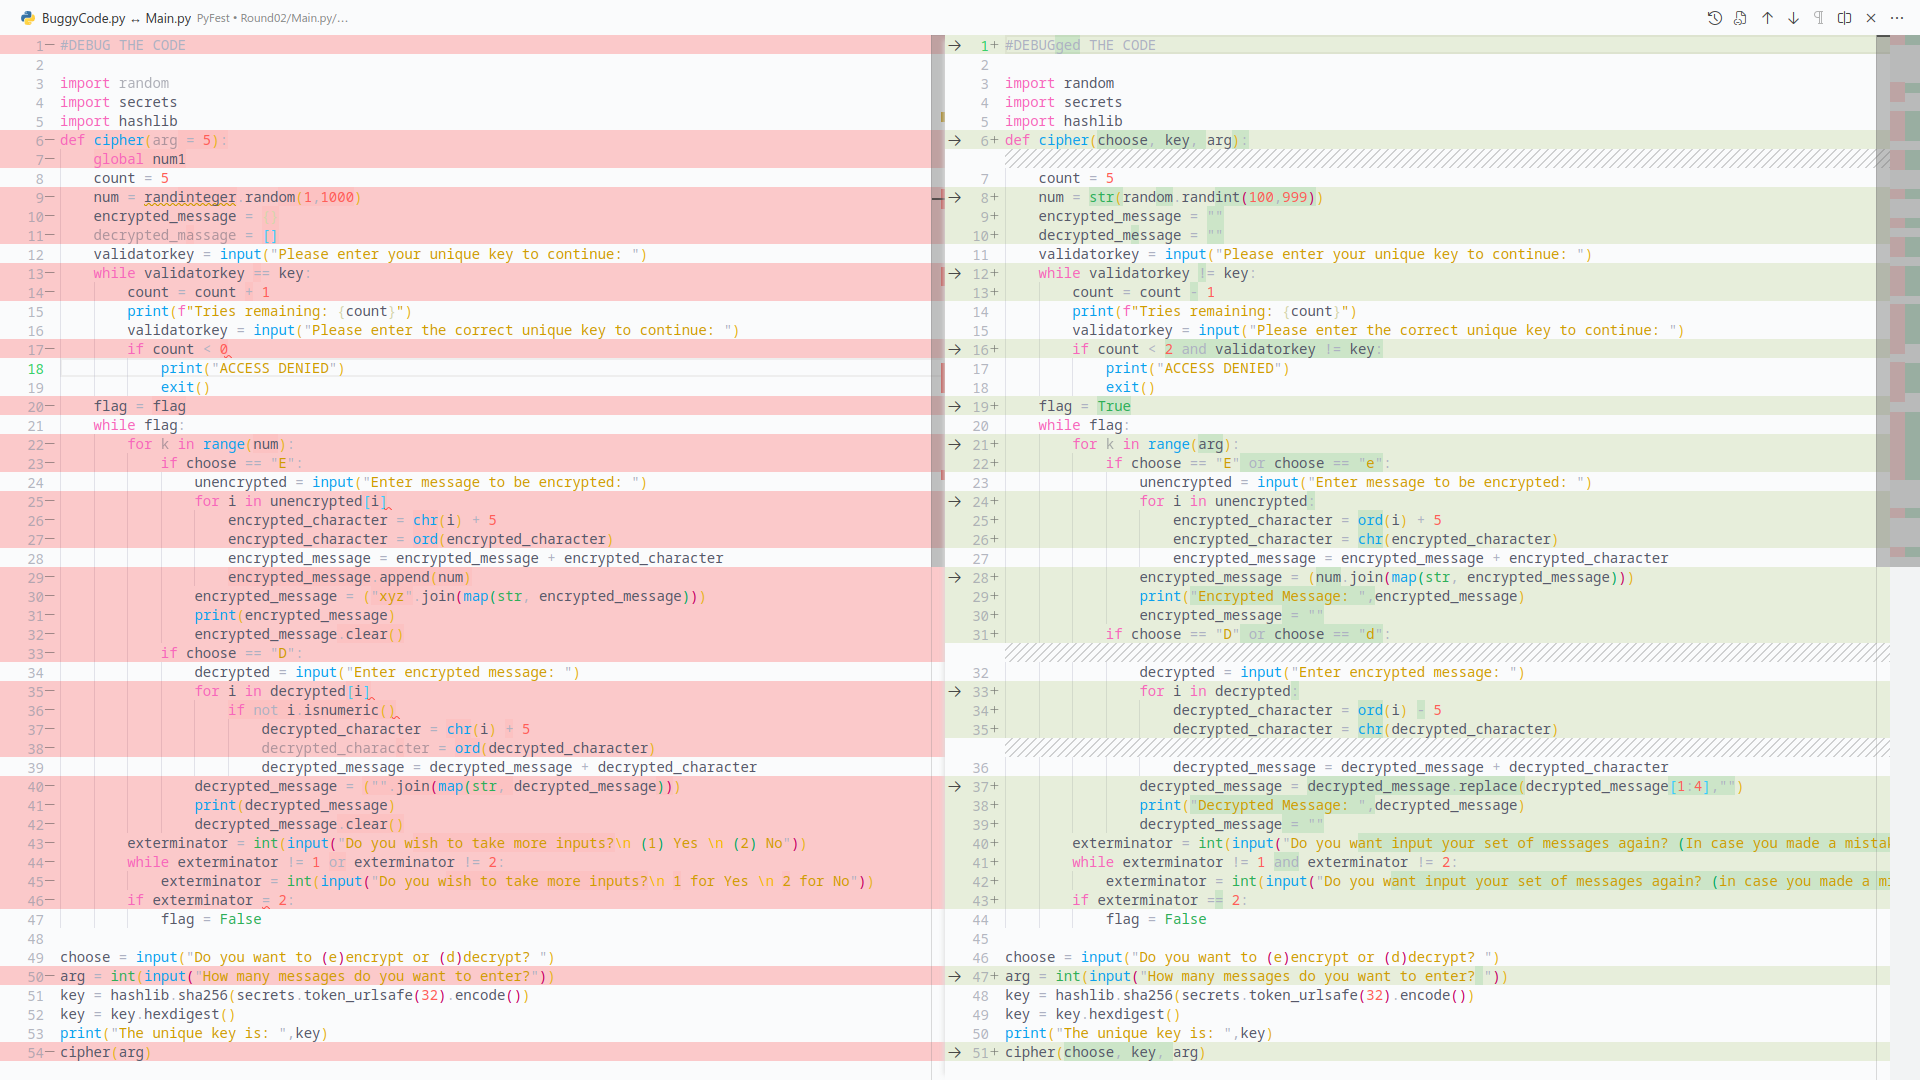 BuggyCode.py ↔ Main.py PyFest • Round02/Main.py/...
1− #DEBUG THE CODE
2
3 import random
4 import secrets
5 import hashlib
6− def cipher(arg = 5):
7− global num1
8 count = 5
9− num = randinteger.random(1,1000)
10− encrypted_message =
11− decrypted_massage = []
12 validatorkey = input("Please enter your unique key to continue: ")
13− while validatorkey == key:
14− count = count + 1
15 print(f"Tries remaining: {count}")
16 validatorkey = input("Please enter the correct unique key to continue: ")
17− if count < 0
18 print("ACCESS DENIED")
19 exit()
20− flag = flag
21 while flag:
22− for k in range(num):
23− if choose == "E":
24 unencrypted = input("Enter message to be encrypted: ")
25− for i in unencrypted[i]
26− encrypted_character = chr(i) + 5
27− encrypted_character = ord(encrypted_character)
28 encrypted_message = encrypted_message + encrypted_character
29− encrypted_message.append(num)
30− encrypted_message = ("xyz".join(map(str, encrypted_message)))
31− print(encrypted_message)
32− encrypted_message.clear()
33− if choose == "D":
34 decrypted = input("Enter encrypted message: ")
35− for i in decrypted[i]
36− if not i.isnumeric()
37− decrypted_character = chr(i) + 5
38− decrypted_characcter = ord(decrypted_character)
39 decrypted_message = decrypted_message + decrypted_character
40− decrypted_message = ("".join(map(str, decrypted_message)))
41− print(decrypted_message)
42− decrypted_message.clear()
43− exterminator = int(input("Do you wish to take more inputs?\n (1) Yes \n (2) No"))
44− while exterminator != 1 or exterminator != 2:
45− exterminator = int(input("Do you wish to take more inputs?\n 1 for Yes \n 2 for No"))
46− if exterminator = 2:
47 flag = False
48
49 choose = input("Do you want to (e)encrypt or (d)decrypt? ")
50− arg = int(input("How many messages do you want to enter?"))
51 key = hashlib.sha256(secrets.token_urlsafe(32).encode())
52 key = key.hexdigest()
53 print("The unique key is: ",key)
54− cipher(arg)
1+ #DEBUGged THE CODE
2
3 import random
4 import secrets
5 import hashlib
6+ def cipher(choose, key, arg):
7 count = 5
8+ num = str(random.randint(100,999))
9+ encrypted_message = ""
10+ decrypted_message = ""
11 validatorkey = input("Please enter your unique key to continue: ")
12+ while validatorkey != key:
13+ count = count - 1
14 print(f"Tries remaining: {count}")
15 validatorkey = input("Please enter the correct unique key to continue: ")
16+ if count < 2 and validatorkey != key:
17 print("ACCESS DENIED")
18 exit()
19+ flag = True
20 while flag:
21+ for k in range(arg):
22+ if choose == "E" or choose == "e":
23 unencrypted = input("Enter message to be encrypted: ")
24+ for i in unencrypted:
25+ encrypted_character = ord(i) + 5
26+ encrypted_character = chr(encrypted_character)
27 encrypted_message = encrypted_message + encrypted_character
28+ encrypted_message = (num.join(map(str, encrypted_message)))
29+ print("Encrypted Message: ",encrypted_message)
30+ encrypted_message = ""
31+ if choose == "D" or choose == "d":
32 decrypted = input("Enter encrypted message: ")
33+ for i in decrypted:
34+ decrypted_character = ord(i) - 5
35+ decrypted_character = chr(decrypted_character)
36 decrypted_message = decrypted_message + decrypted_character
37+ decrypted_message = decrypted_message.replace(decrypted_message[1:4],"")
38+ print("Decrypted Message: ",decrypted_message)
39+ decrypted_message = ""
40+ exterminator = int(input("Do you want input your set of messages again? (In case you made a mistak
41+ while exterminator != 1 and exterminator != 2:
42+ exterminator = int(input("Do you want input your set of messages again? (in case you made a mi
43+ if exterminator == 2:
44 flag = False
45
46 choose = input("Do you want to (e)encrypt or (d)decrypt? ")
47+ arg = int(input("How many messages do you want to enter? "))
48 key = hashlib.sha256(secrets.token_urlsafe(32).encode())
49 key = key.hexdigest()
50 print("The unique key is: ",key)
51+ cipher(choose, key, arg)